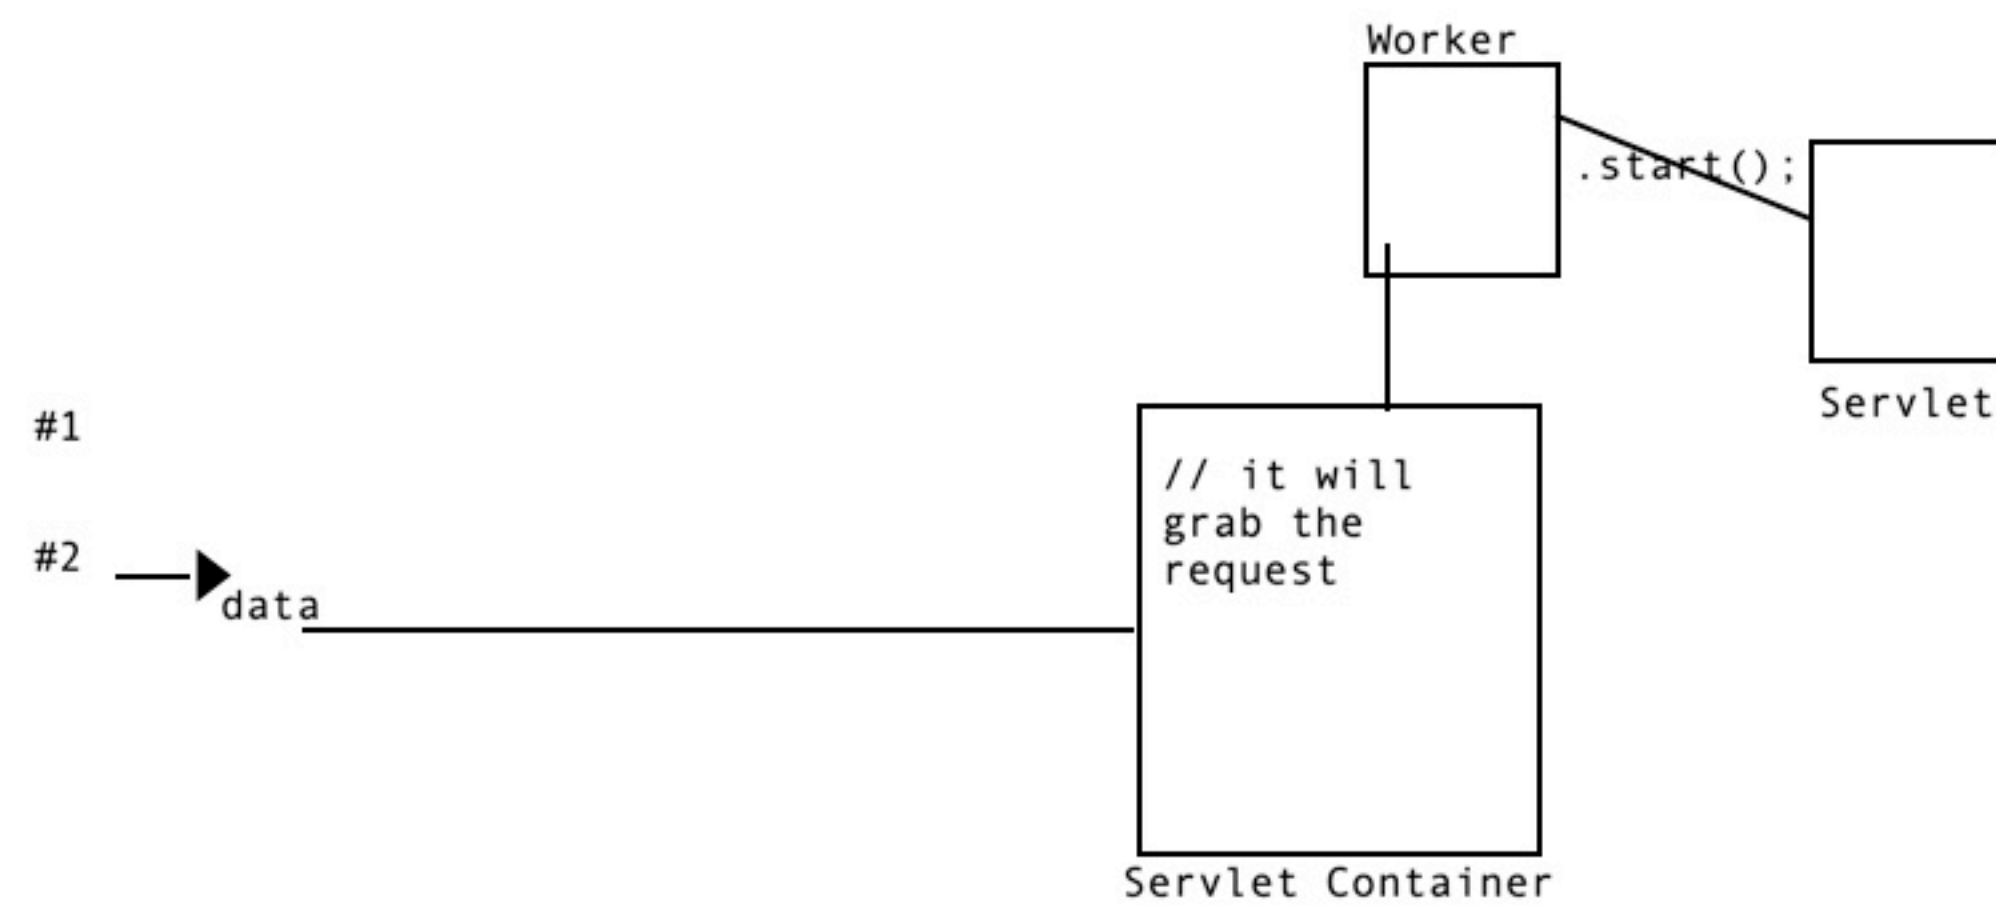 Worker
.start();
Servlet
#1
// it will
grab the
request
#2
data
Servlet Container